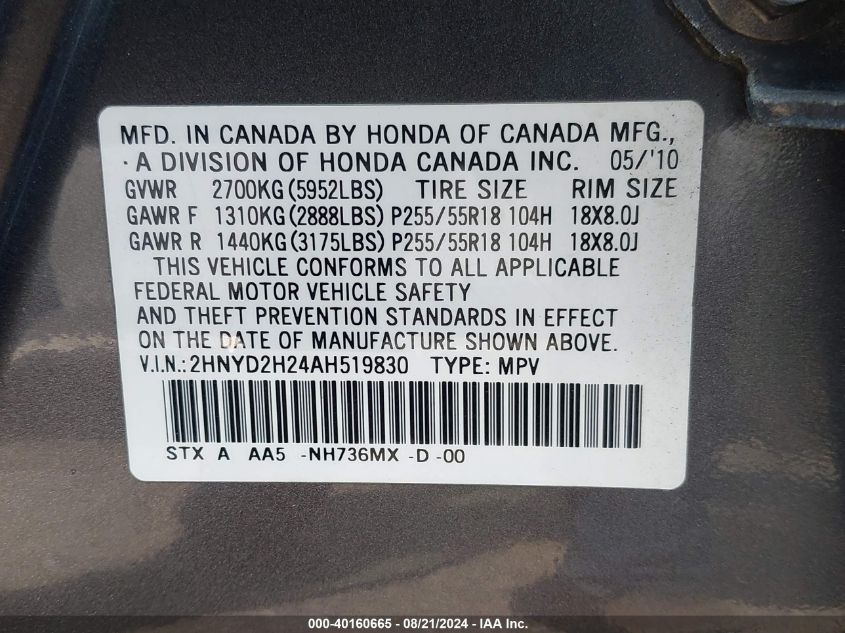 MFD. IN CANADA BY HONDA OF CANADA MFG.,
·A DIVISION OF HONDA CANADA INC. 05/'10
GVWR 2700KG(5952LBS) TIRE SIZE RIM SIZE
GAWR F 1310KG(2888LBS) P255/55R18 104H 18X8.0J
GAWR R 1440KG(3175LBS) P255/55R18 104H 18X8.0J
THIS VEHICLE CONFORMS TO ALL APPLICABLE
FEDERAL MOTOR VEHICLE SAFETY
AND THEFT PREVENTION STANDARDS IN EFFECT
ON THE DATE OF MANUFACTURE SHOWN ABOVE.
V.I.N.:2HNYD2H24AH519830 TYPE: MPV
STX A AA5 -NH736MX -D -00
000-40160665 - 08/21/2024 - IAA Inc.